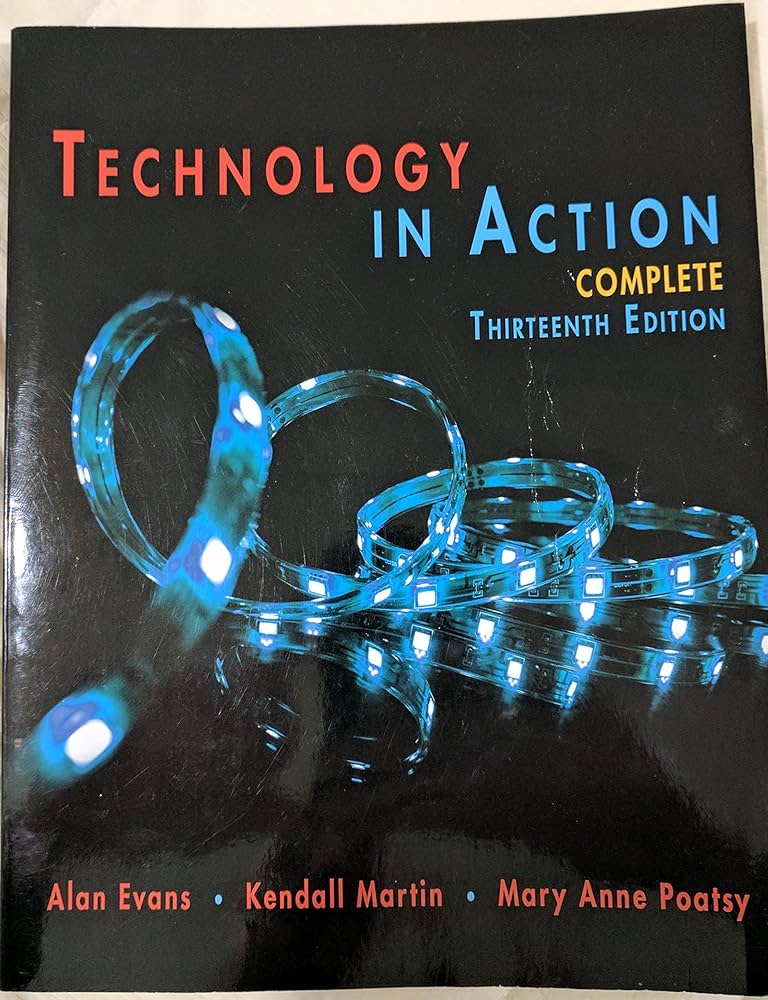 TECHNOLOGY
IN ACTION
COMPLETE
THIRTEENTH EDITION
Alan Evans • Kendall Martin • Mary Anne Poatsy